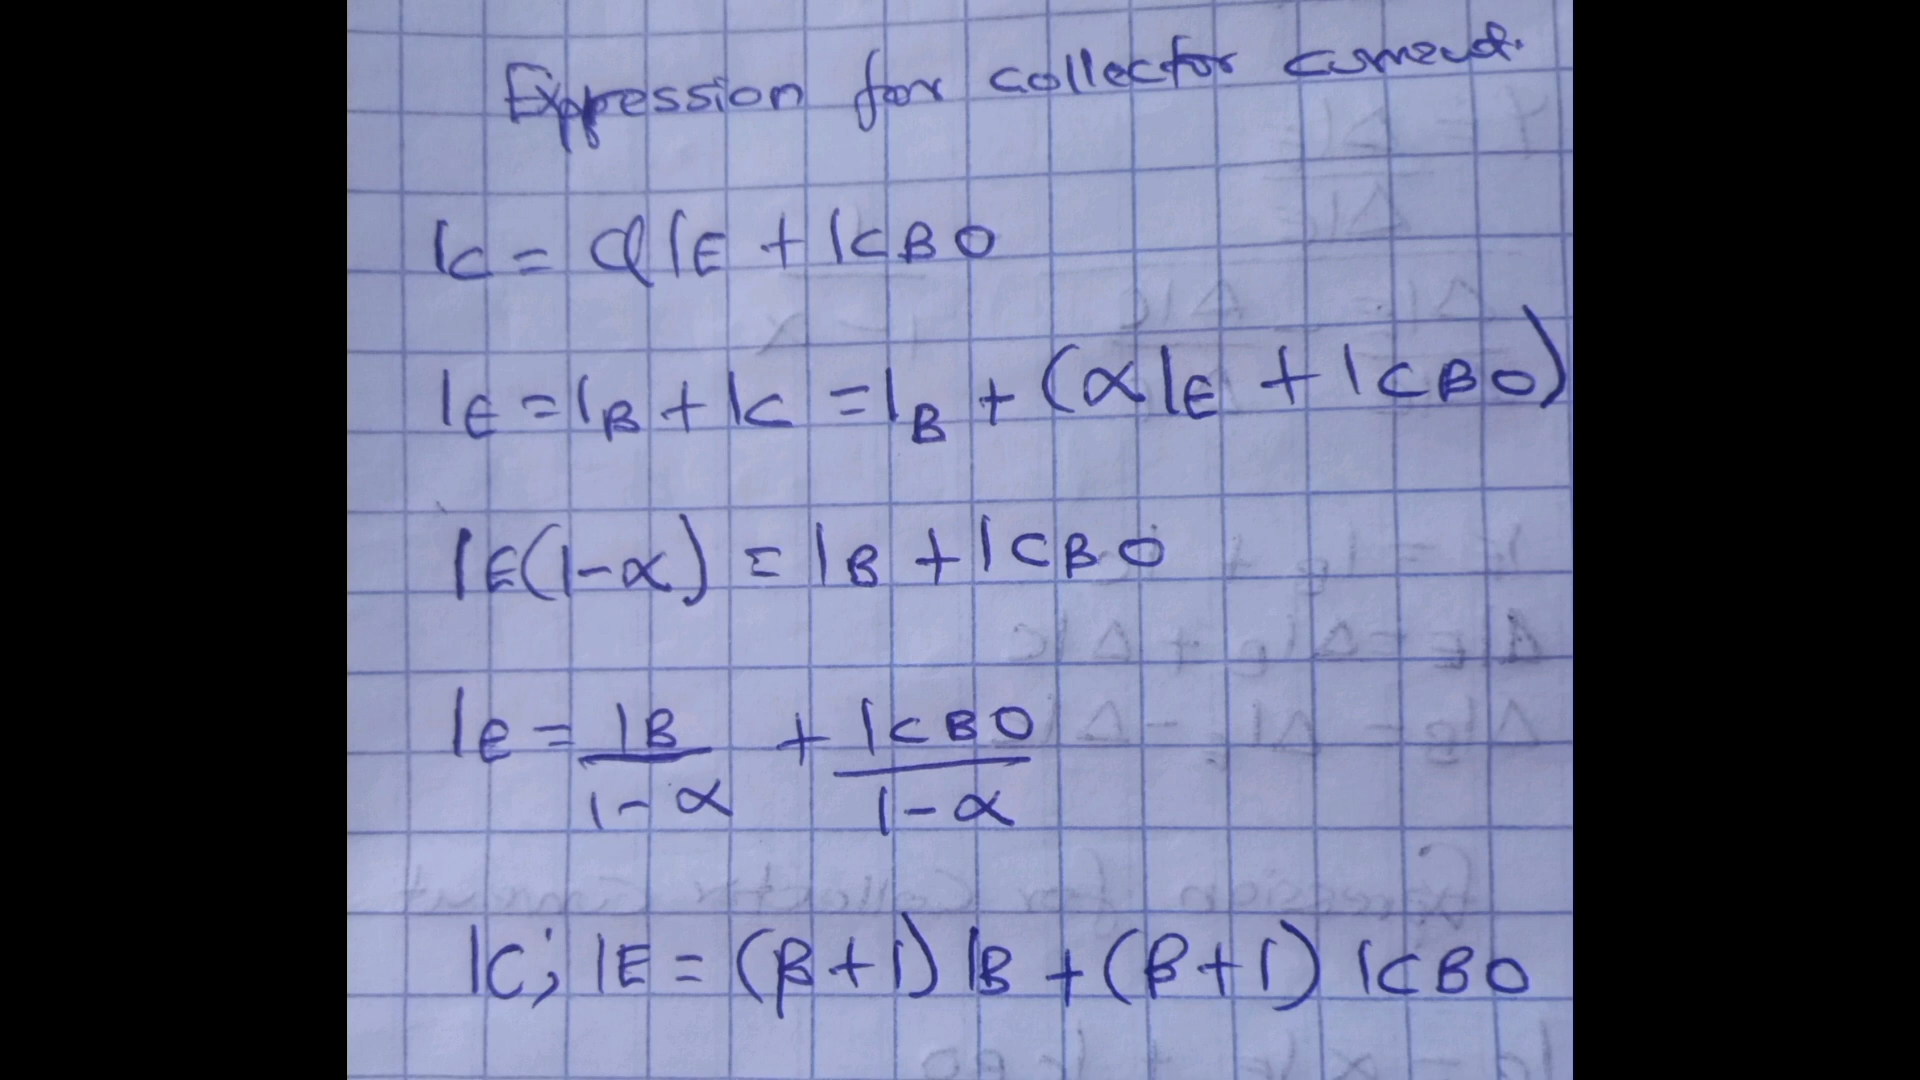 Expression for collector current.
IC = αIE + ICBO
IE = IB + IC = IB + (αIE + ICBO)
IE(1-α) = IB + ICBO
IE = IB/1-α + ICBO/1-α
IC; IE = (β+1) IB + (β+1) ICBO